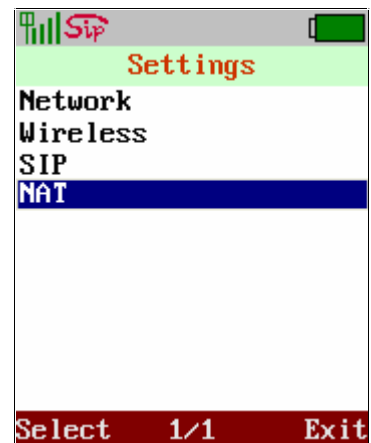 Sip
Settings
Network
Wireless
SIP
NAT
Select 1/1 Exit